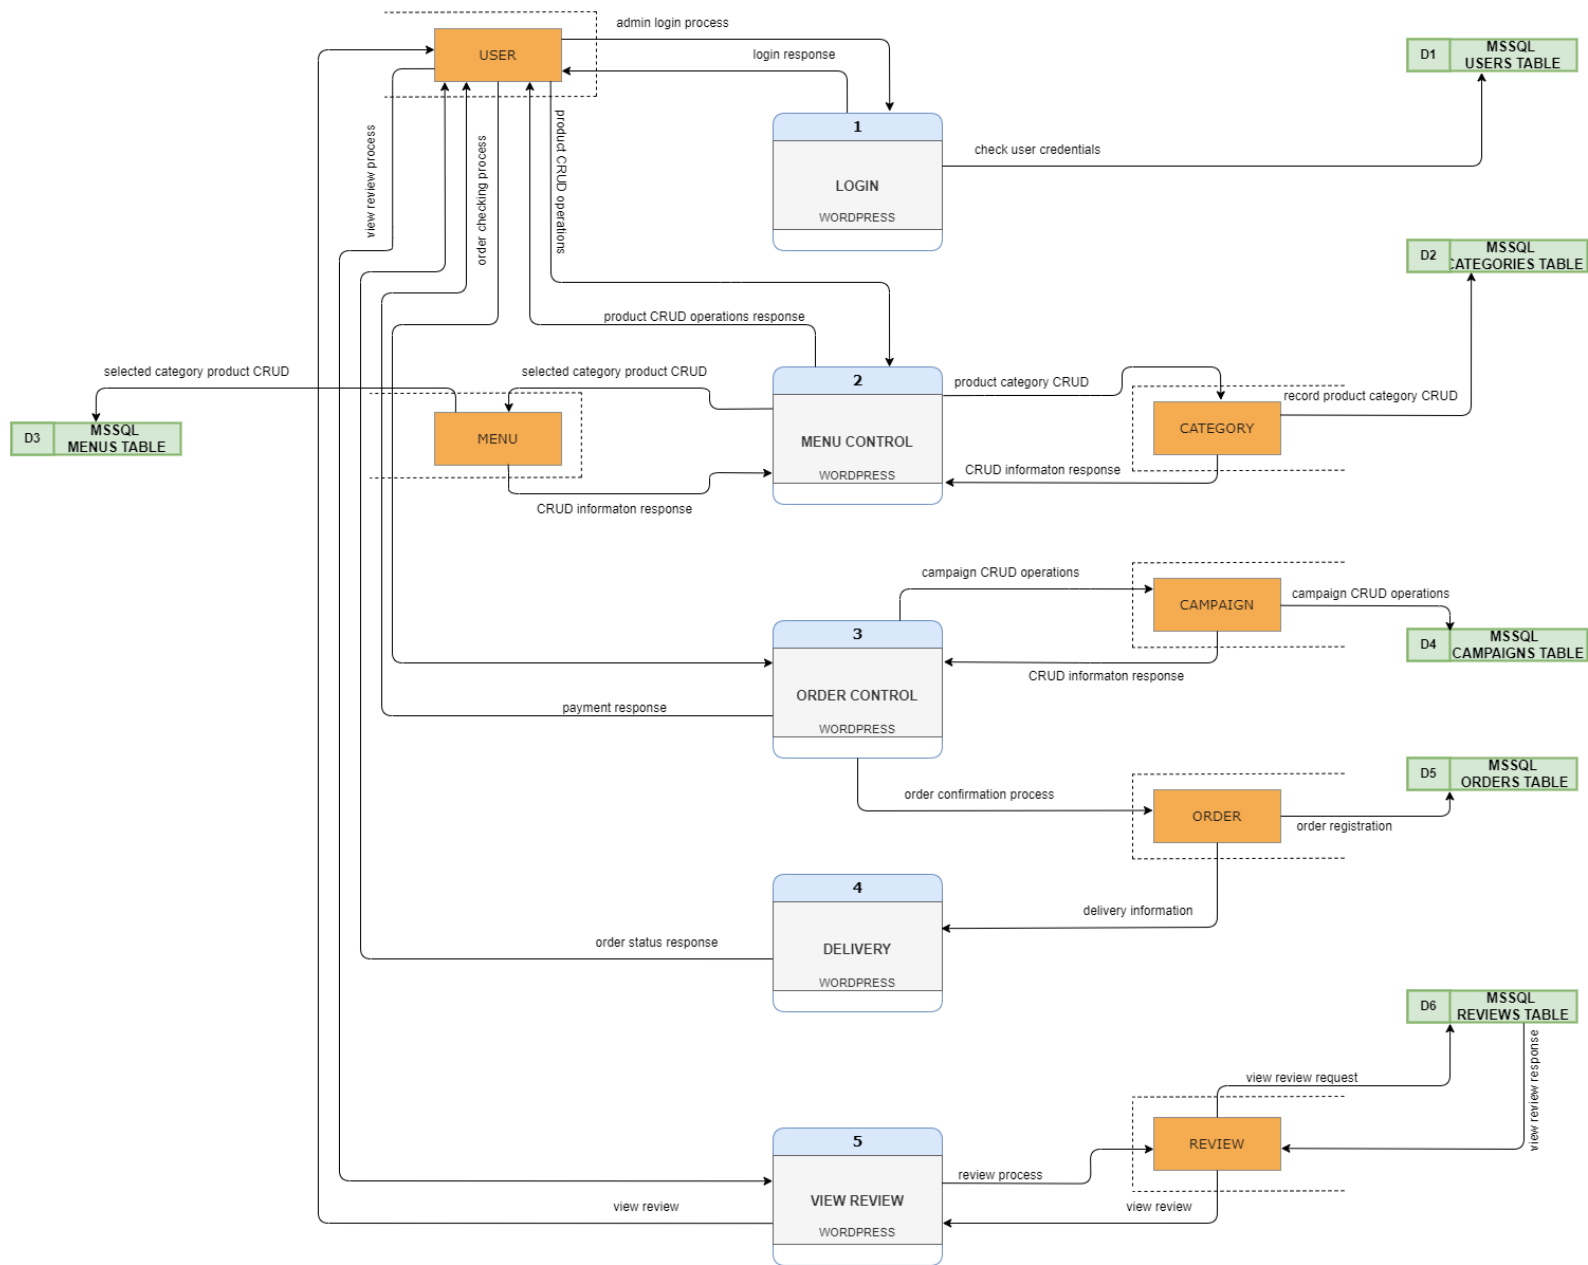 admin login process
USER
login response
D1
MSSQL
USERS TABLE
1
check user credentials
LOGIN
WORDPRESS
view review process
order checking process
product CRUD operations
D2
MSSQL
CATEGORIES TABLE
product CRUD operations response
selected category product CRUD
selected category product CRUD
2
product category CRUD
record product category CRUD
D3
MSSQL
MENUS TABLE
MENU
MENU CONTROL
CATEGORY
WORDPRESS
CRUD informaton response
CRUD informaton response
campaign CRUD operations
CAMPAIGN
campaign CRUD operations
3
D4
MSSQL
CAMPAIGNS TABLE
CRUD informaton response
ORDER CONTROL
payment response
WORDPRESS
D5
MSSQL
ORDERS TABLE
order confirmation process
ORDER
order registration
4
delivery information
order status response
DELIVERY
WORDPRESS
D6
MSSQL
REVIEWS TABLE
view review request
view review response
5
REVIEW
review process
VIEW REVIEW
view review
view review
WORDPRESS